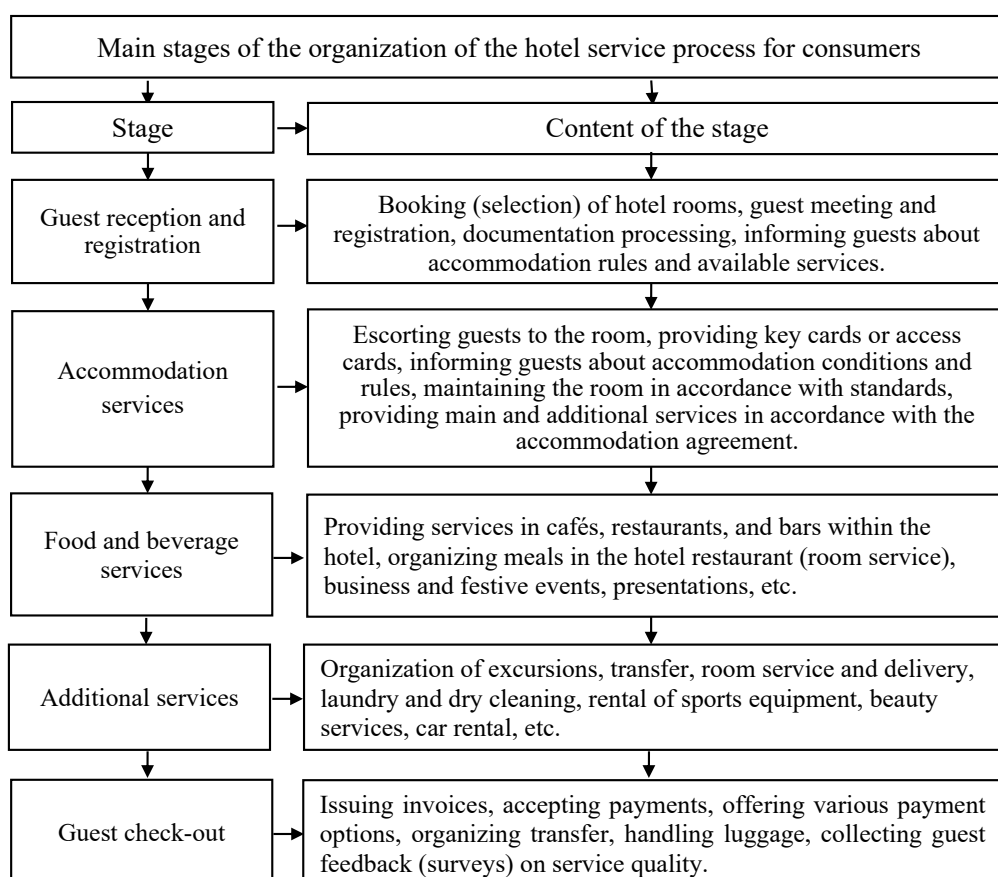 Main stages of the organization of the hotel service process for consumers
Stage
Content of the stage
Guest reception and
registration
Booking (selection) of hotel rooms, guest meeting and
registration, documentation processing, informing guests about
accommodation rules and available services.
Accommodation
services
Escorting guests to the room, providing key cards or access
cards, informing guests about accommodation conditions and
rules, maintaining the room in accordance with standards,
providing main and additional services in accordance with the
accommodation agreement.
Food and beverage
services
Providing services in cafés, restaurants, and bars within the
hotel, organizing meals in the hotel restaurant (room service),
business and festive events, presentations, etc.
Additional services
Organization of excursions, transfer, room service and delivery,
laundry and dry cleaning, rental of sports equipment, beauty
services, car rental, etc.
Guest check-out
Issuing invoices, accepting payments, offering various payment
options, organizing transfer, handling luggage, collecting guest
feedback (surveys) on service quality.